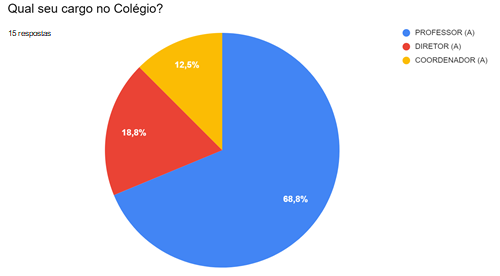 Qual seu cargo no Colégio?
15 respostas
PROFESSOR (A)
DIRETOR (A)
COORDENADOR (A)
12,5%
18,8%
68,8%